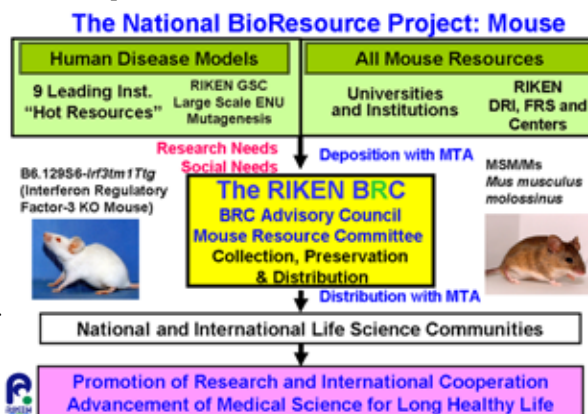 The National BioResource Project: Mouse
Human Disease Models
All Mouse Resources
9 Leading Inst.
"Hot Resources"
RIKEN GSC
Large Scale ENU
Mutagenesis
Universities
and Institutions
RIKEN
DRI, FRS and
Centers
Research Needs
Social Needs
Deposition with MTA
B6.129S6-Irf3tm1Ttg
(Interferon Regulatory
Factor-3 KO Mouse)
The RIKEN BRC
BRC Advisory Council
Mouse Resource Committee
Collection, Preservation
& Distribution
MSM/Ms
Mus musculus
molossinus
Distribution with MTA
National and International Life Science Communities
Promotion of Research and International Cooperation
Advancement of Medical Science for Long Healthy Life
RIKEN